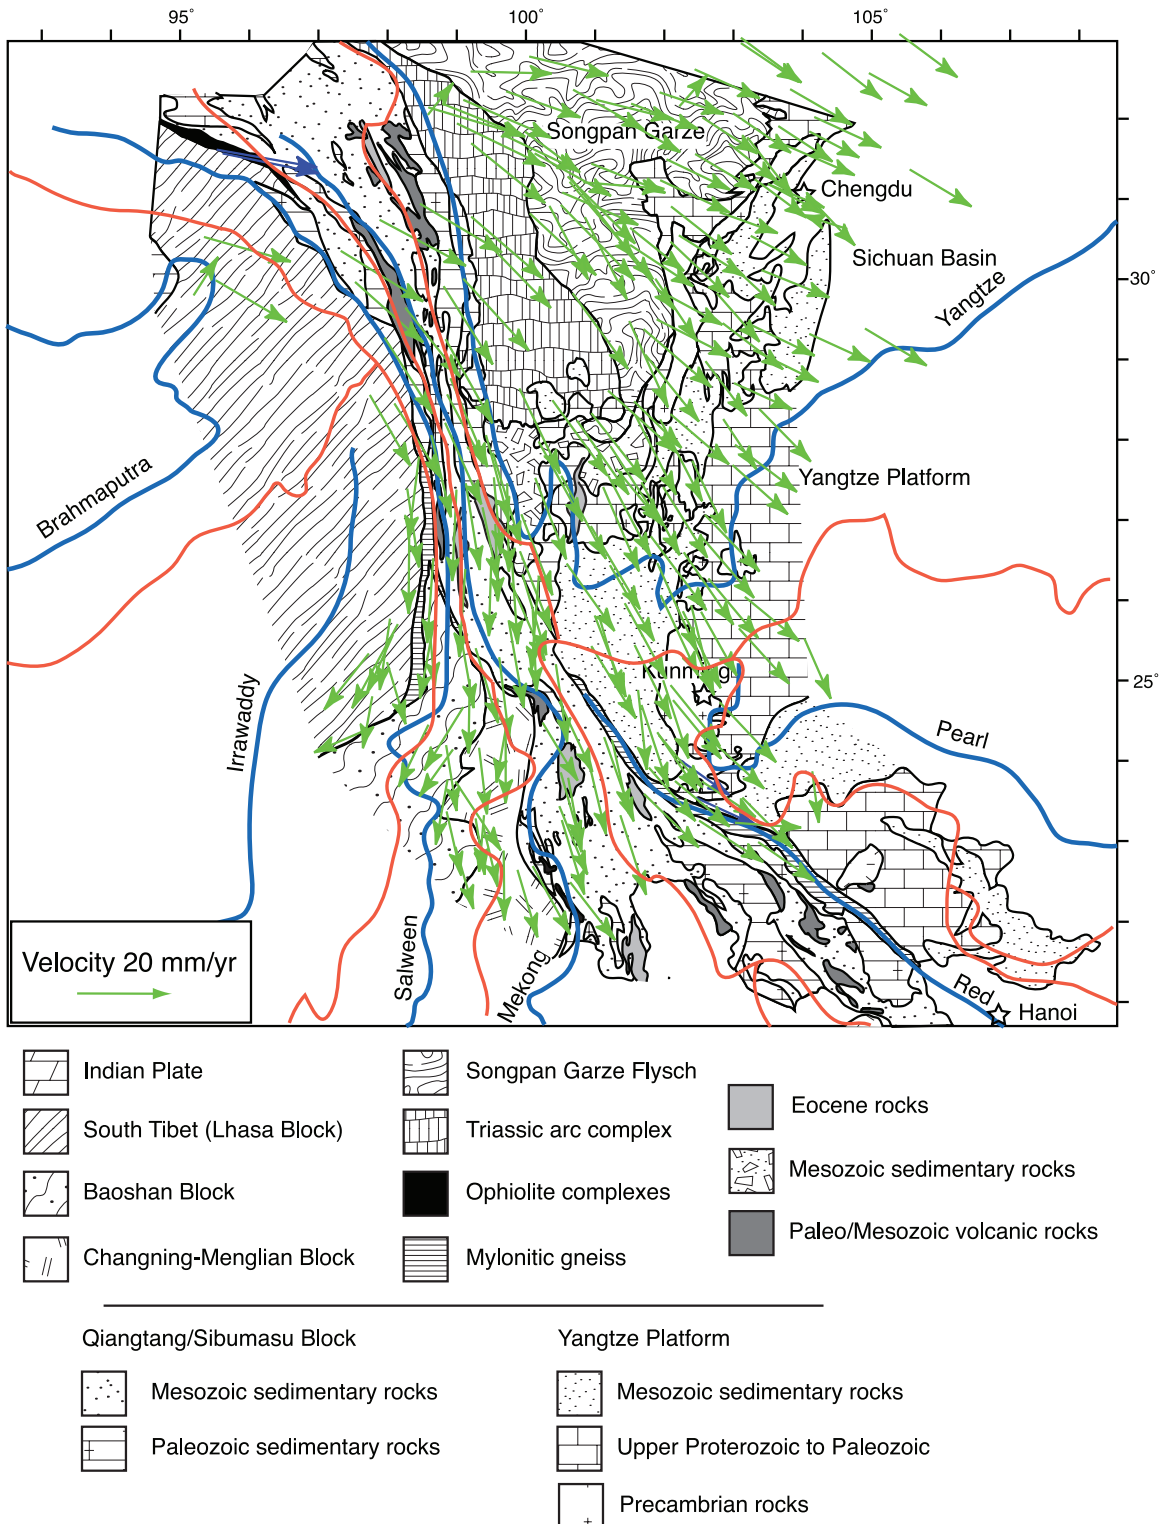 95°
100°
105°
Songpan Garze
Chengdu
Sichuan Basin
30°
Yangtze
Brahmaputra
Yangtze Platform
Kunming
25°
Irrawaddy
Pearl
Velocity 20 mm/yr
Salween
Mekong
Red
Hanoi
Indian Plate
South Tibet (Lhasa Block)
Baoshan Block
Changning-Menglian Block
Songpan Garze Flysch
Triassic arc complex
Ophiolite complexes
Mylonitic gneiss
Eocene rocks
Mesozoic sedimentary rocks
Paleo/Mesozoic volcanic rocks
Qiangtang/Sibumasu Block
Mesozoic sedimentary rocks
Paleozoic sedimentary rocks
Yangtze Platform
Mesozoic sedimentary rocks
Upper Proterozoic to Paleozoic
Precambrian rocks